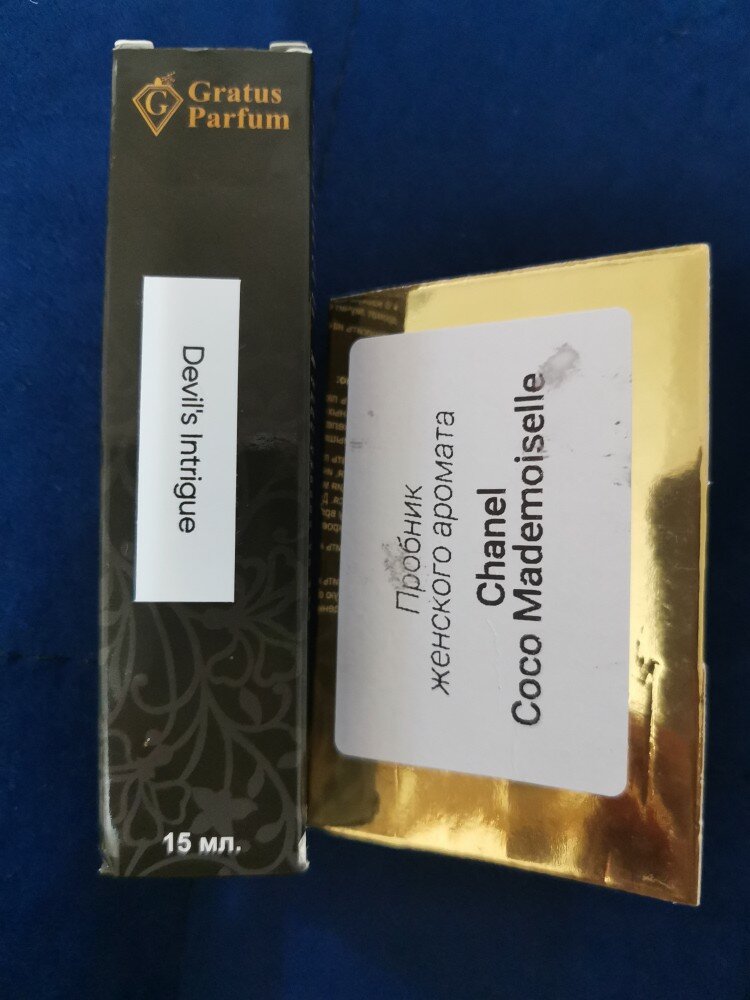 Gratus
Parfum
Devil's Intrigue
15 мл.
Пробник
женского аромата
Chanel
Coco Mademoiselle